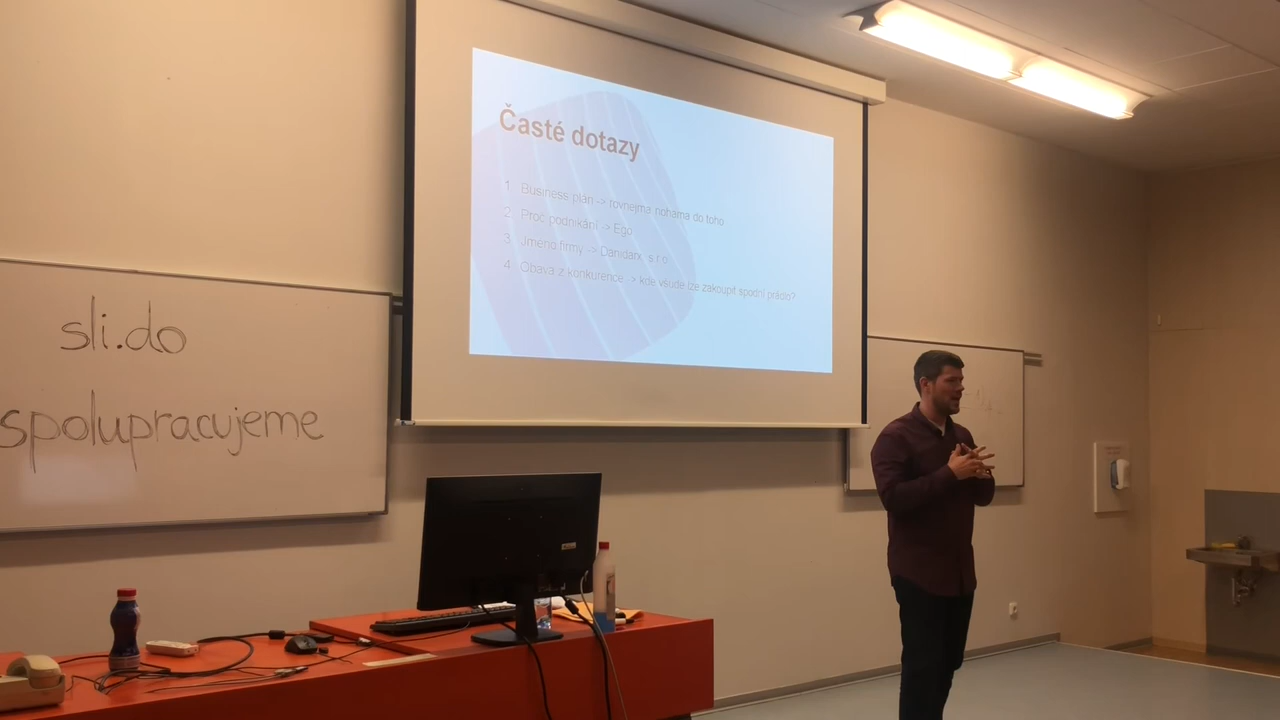 Časté dotazy
1. Business plán -> rovnejma nohama do toho
2. Proč podnikání -> Ego
3. Jméno firmy -> Danidarx s.r.o
4. Obava z konkurence -> kde všude lze zakoupit spodní prádlo?
sli.do
spolupracujeme